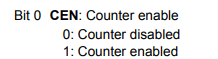 Bit 0 CEN: Counter enable
0: Counter disabled
1: Counter enabled